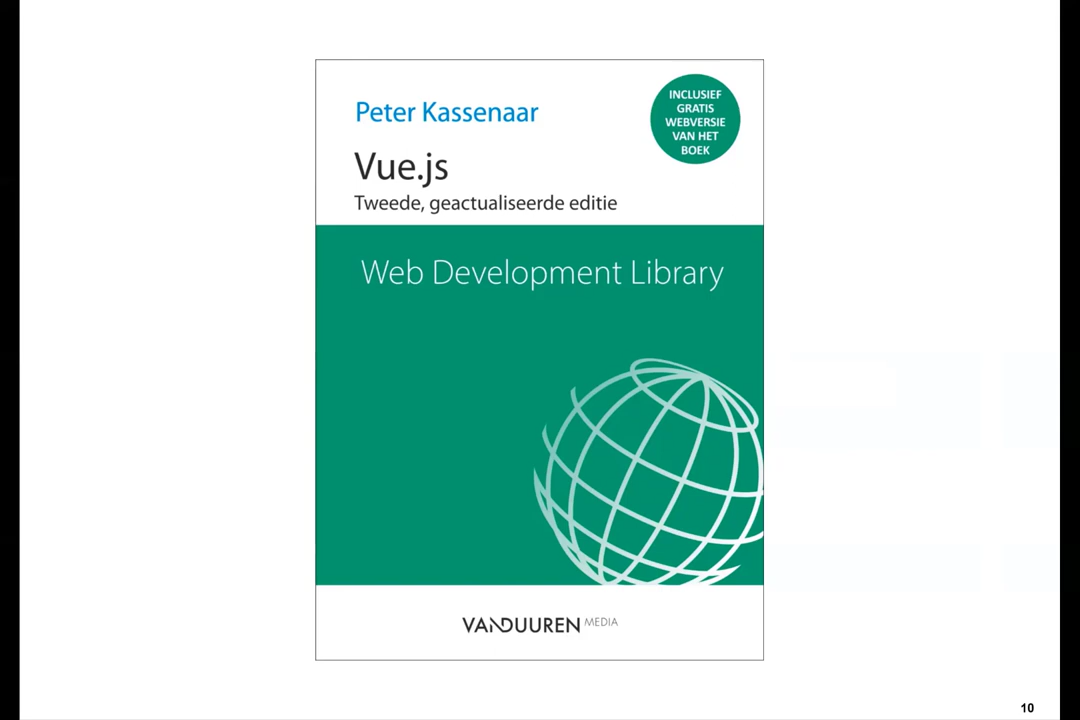 Peter Kassenaar
INCLUSIEF
GRATIS
WEBVERSIE
VAN HET
BOEK
Vue.js
Tweede, geactualiseerde editie
Web Development Library
VANDUUREN MEDIA
10